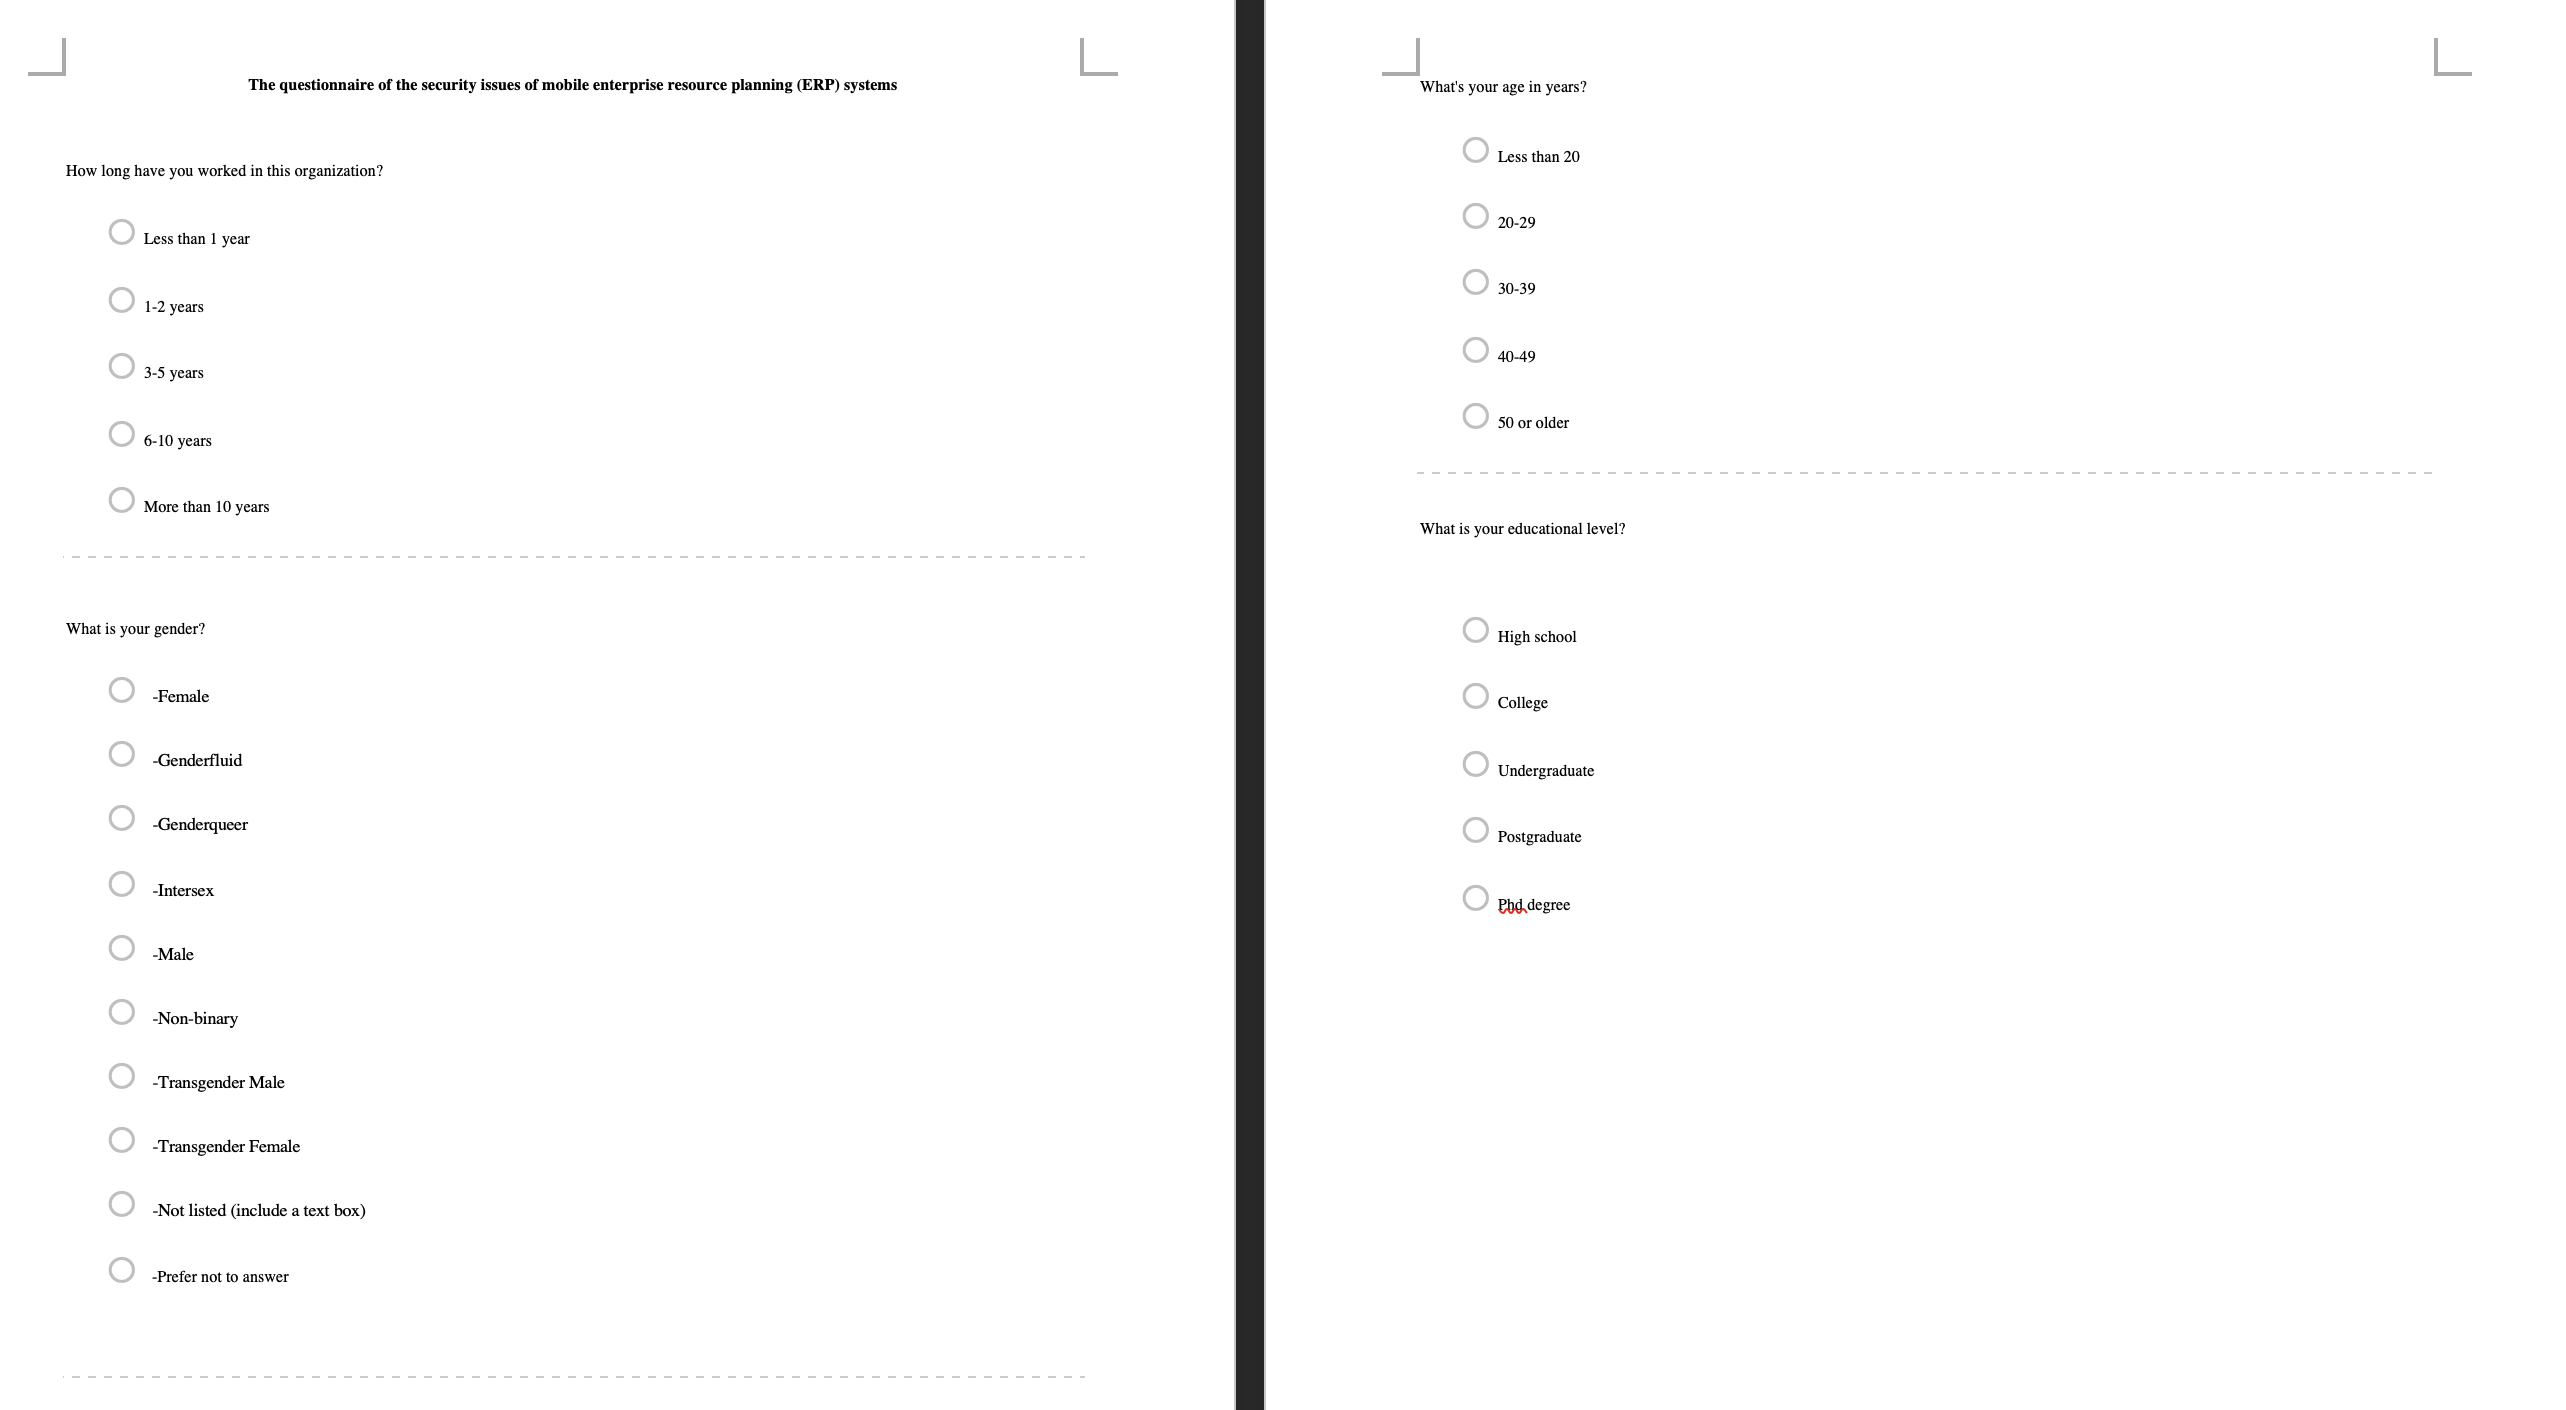 The questionnaire of the security issues of mobile enterprise resource planning (ERP) systems
How long have you worked in this organization?
Less than 1 year
1-2 years
3-5 years
6-10 years
More than 10 years
What is your gender?
-Female
-Genderfluid
-Genderqueer
-Intersex
-Male
-Non-binary
-Transgender Male
-Transgender Female
-Not listed (include a text box)
-Prefer not to answer
What's your age in years?
Less than 20
20-29
30-39
40-49
50 or older
What is your educational level?
High school
College
Undergraduate
Postgraduate
Phd degree